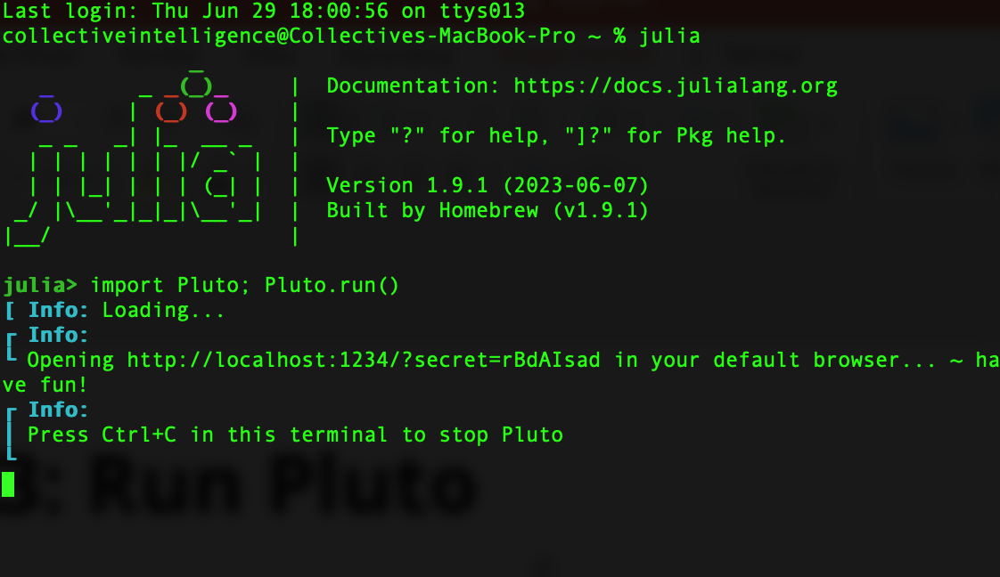 Last login: Thu Jun 29 18:00:56 on ttys013
collectiveintelligence@Collectives-MacBook-Pro ~ % julia
               _
   _       _ _(_)_     |  Documentation: https://docs.julialang.org
  (_)     | (_) (_)    |
   _ _   _| |_  __ _   |  Type "?" for help, "]?" for Pkg help.
  | | | | | | |/ _` |  |
  | | |_| | | | (_| |  |  Version 1.9.1 (2023-06-07)
 _/ |\__'_|_|_|\__'_|  |  Built by Homebrew (v1.9.1)
|__/                   |
julia> import Pluto; Pluto.run()
[ Info: Loading...
┌ Info:
└ Opening http://localhost:1234/?secret=rBdAIsad in your default browser... ~ ha
ve fun!
┌ Info:
│ Press Ctrl+C in this terminal to stop Pluto
└
3: Run Pluto